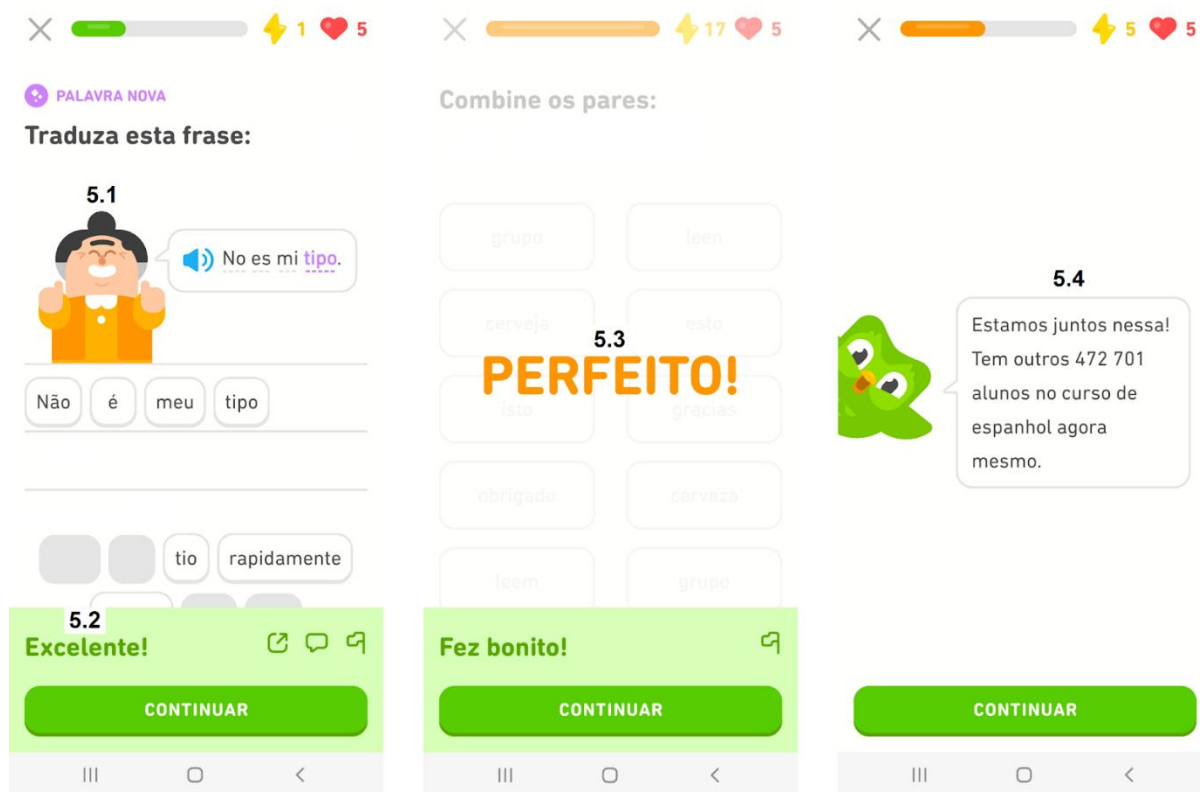 1
5
PALAVRA NOVA
Traduza esta frase:
5.1
No es mi tipo.
Não é meu tipo
tio rapidamente
5.2
Excelente!
CONTINUAR
17
5
Combine os pares:
grupo leen
cerveja esto
5.3
PERFEITO!
isto gracias
obrigado cerveza
leem grupo
Fez bonito!
CONTINUAR
5
5
5.4
Estamos juntos nessa!
Tem outros 472 701
alunos no curso de
espanhol agora
mesmo.
CONTINUAR